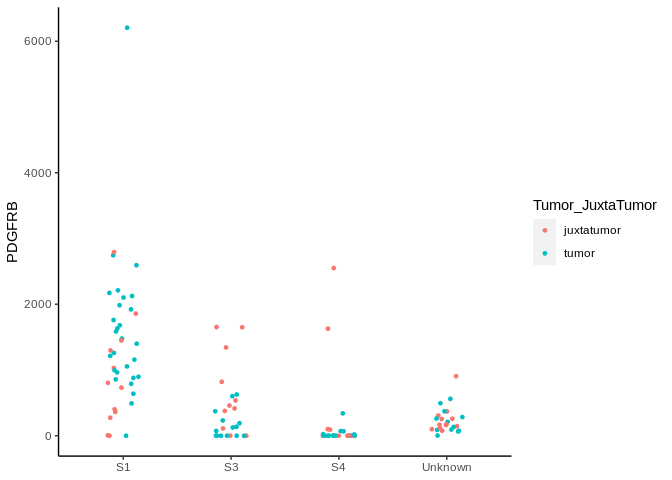 6000
4000
2000
0
PDGFRB
S1
S3
S4
Unknown
Tumor_JuxtaTumor
juxtatumor
tumor